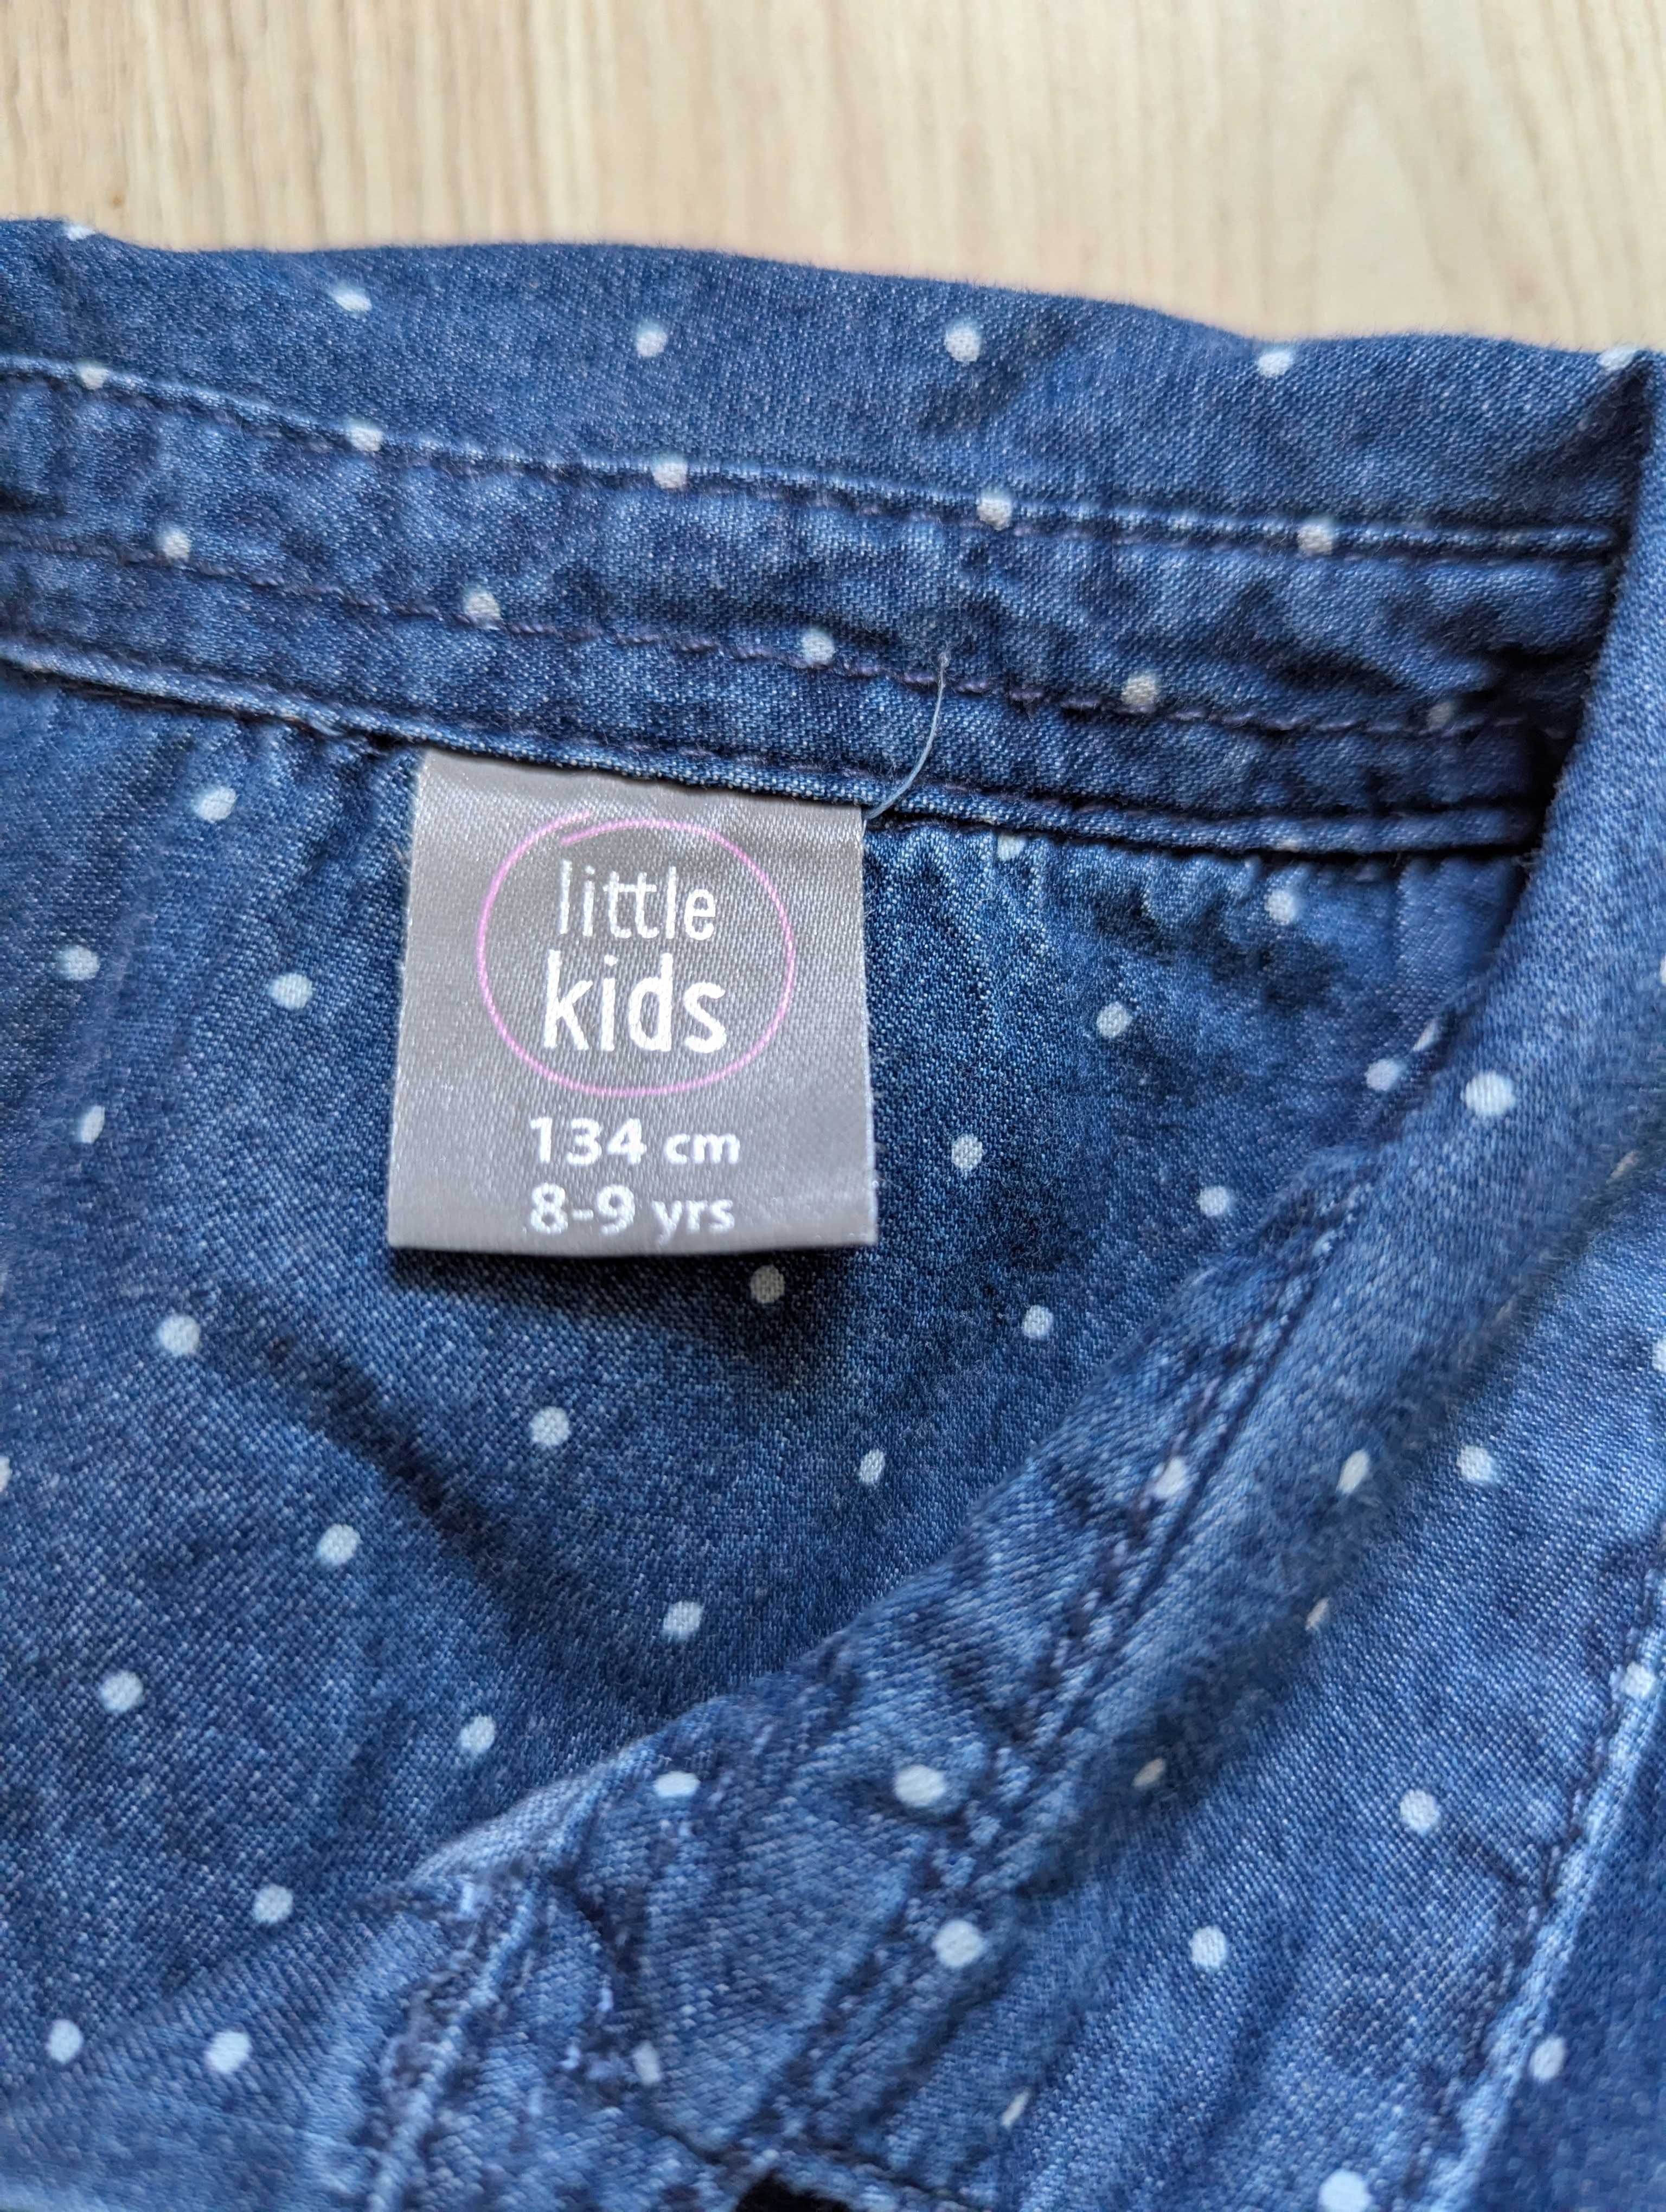 little
kids
134 cm
8-9 yrs